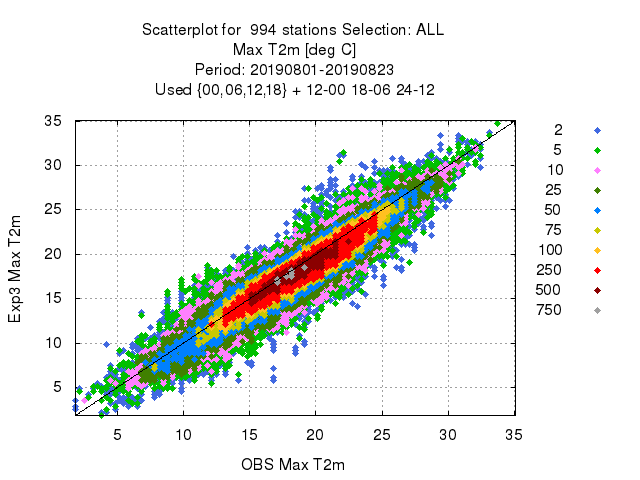 Scatterplot for 994 stations Selection: ALL
Max T2m [deg C]
Period: 20190801-20190823
Used {00,06,12,18} + 12-00 18-06 24-12
35
30
25
20
15
10
5
Exp3 Max T2m
5 10 15 20 25 30 35
OBS Max T2m
2
5
10
25
50
75
100
250
500
750